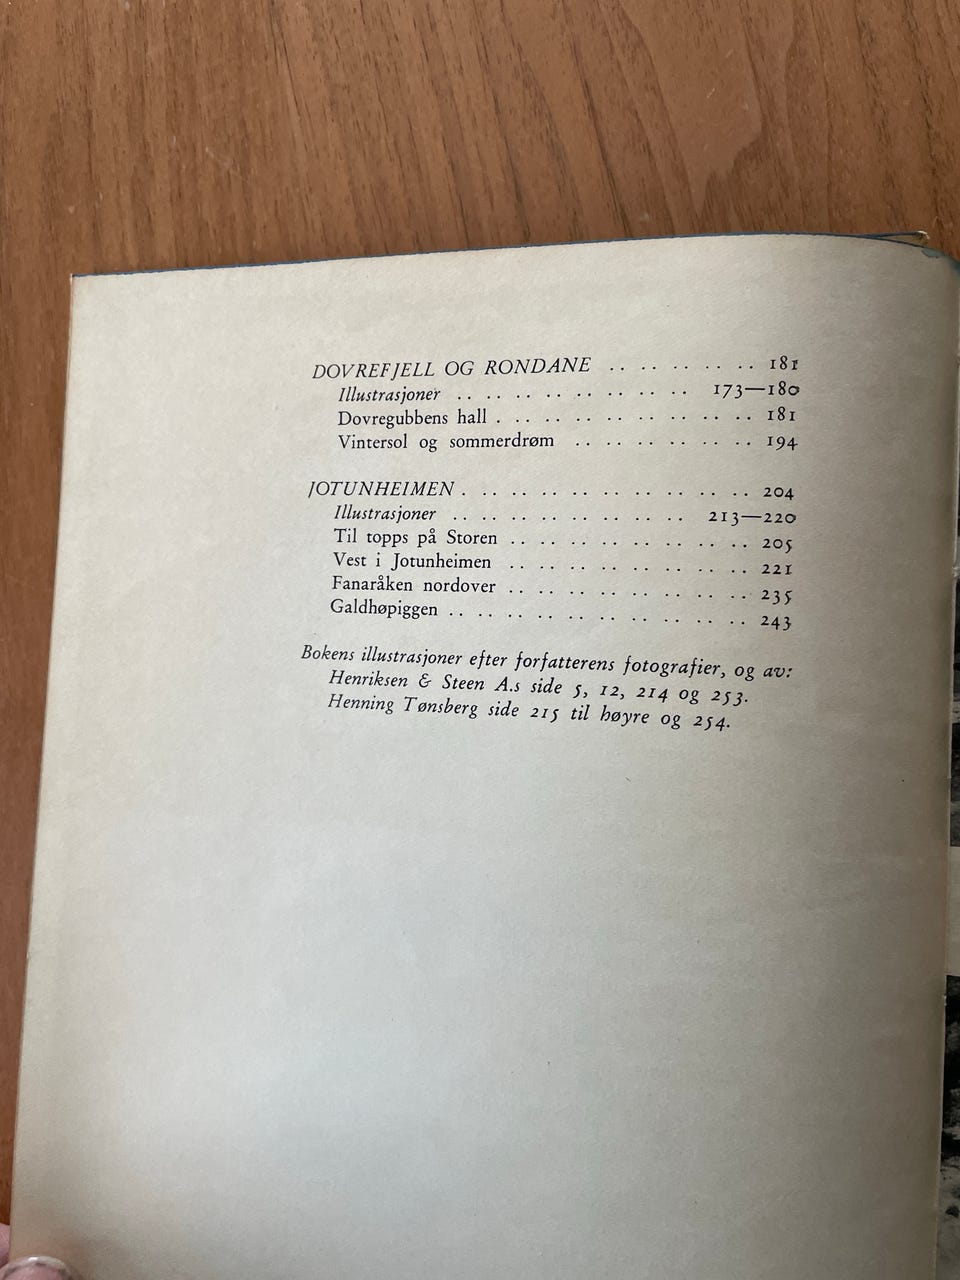 DOVREFJELL OG RONDANE .. .. .. .. .. .. 181
Illustrasjoner .. .. .. .. .. .. .. .. .. 173—180
Dovregubbens hall . .. .. .. .. .. .. .. .. .. 181
Vintersol og sommerdrøm .. .. .. .. .. .. .. 194
JOTUNHEIMEN . .. .. .. .. .. .. .. .. .. .. 204
Illustrasjoner .. .. .. .. .. .. .. .. .. 213—220
Til topps på Storen .. .. .. .. .. .. .. .. .. 205
Vest i Jotunheimen .. .. .. .. .. .. .. .. .. 221
Fanaråken nordover .. .. .. .. .. .. .. .. .. 235
Galdhøpiggen .. .. .. .. .. .. .. .. .. .. .. 243
Bokens illustrasjoner efter forfatterens fotografier, og av:
Henriksen & Steen A.s side 5, 12, 214 og 253.
Henning Tønsberg side 215 til høyre og 254.